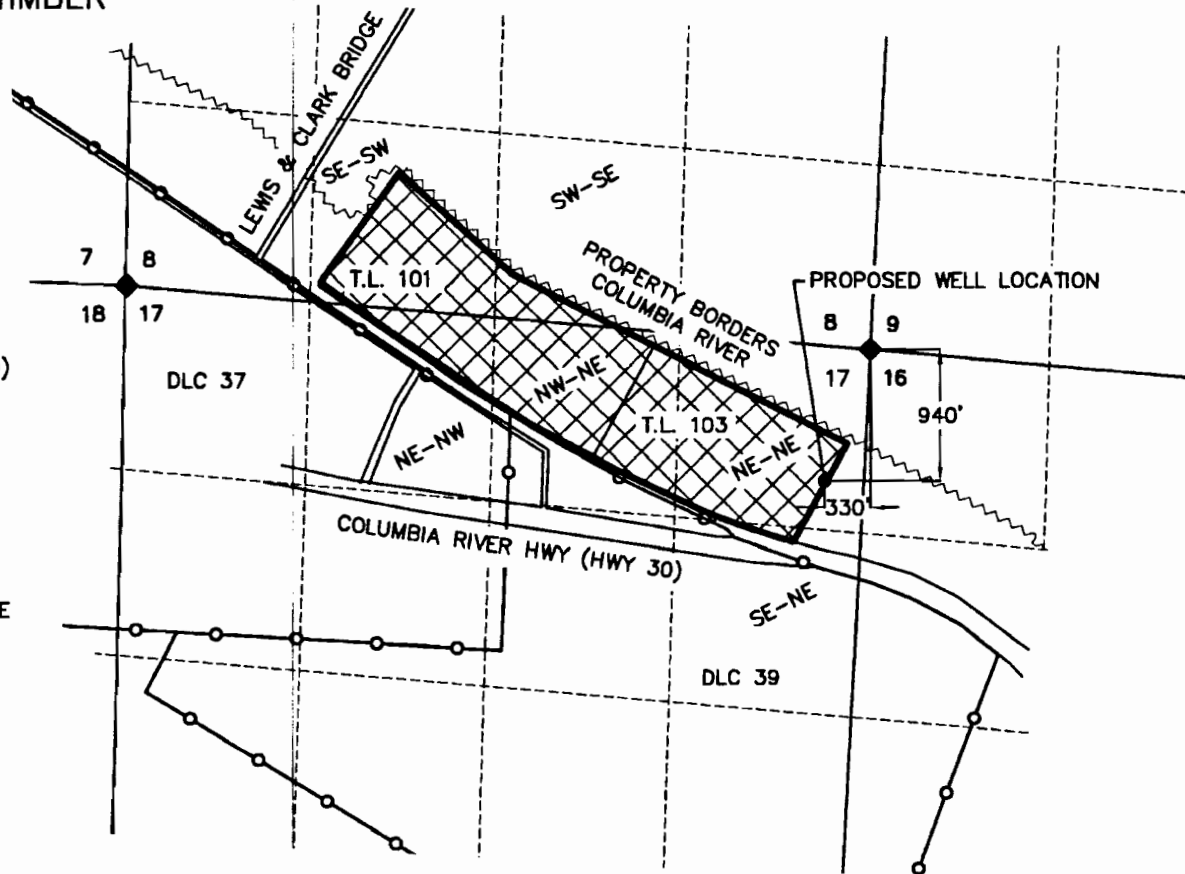 LEWIS & CLARK BRIDGE
SE-SW
SW-SE
PROPERTY BORDERS
COLUMBIA RIVER
PROPOSED WELL LOCATION
7 8
18 17
T.L. 101
8 9
17 16
940'
DLC 37
NW-NE
T.L. 103
NE-NE
NE-NW
330'
COLUMBIA RIVER HWY (HWY 30)
SE-NE
DLC 39
)
E